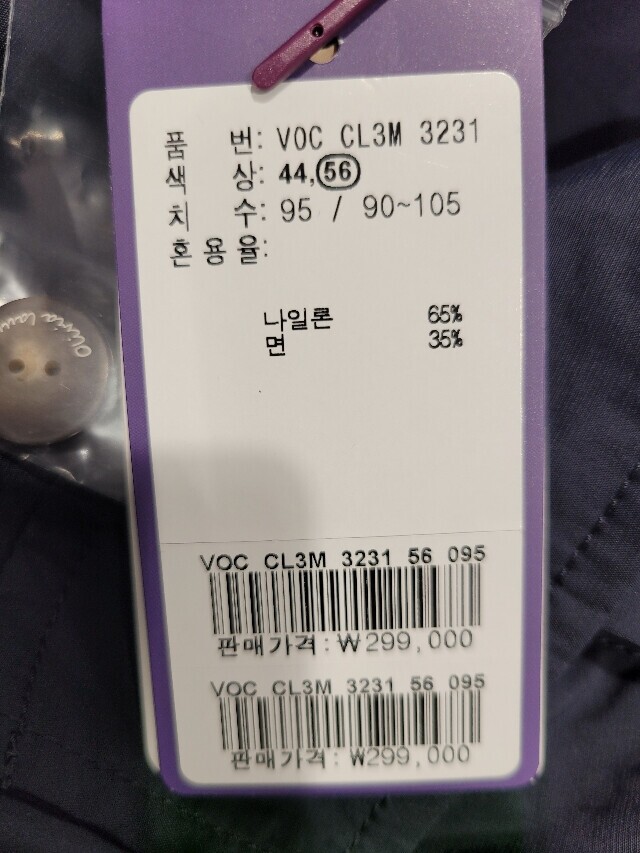 품 번: VOC CL3M 3231
색 상: 44,56
치 수: 95 / 90~105
혼용율:
나일론 65%
면 35%
Olivia
VOC CL3M 3231 56 095
판매가격:₩299,000
VOC CL3M 3231 56 095
판매가격:₩299,000